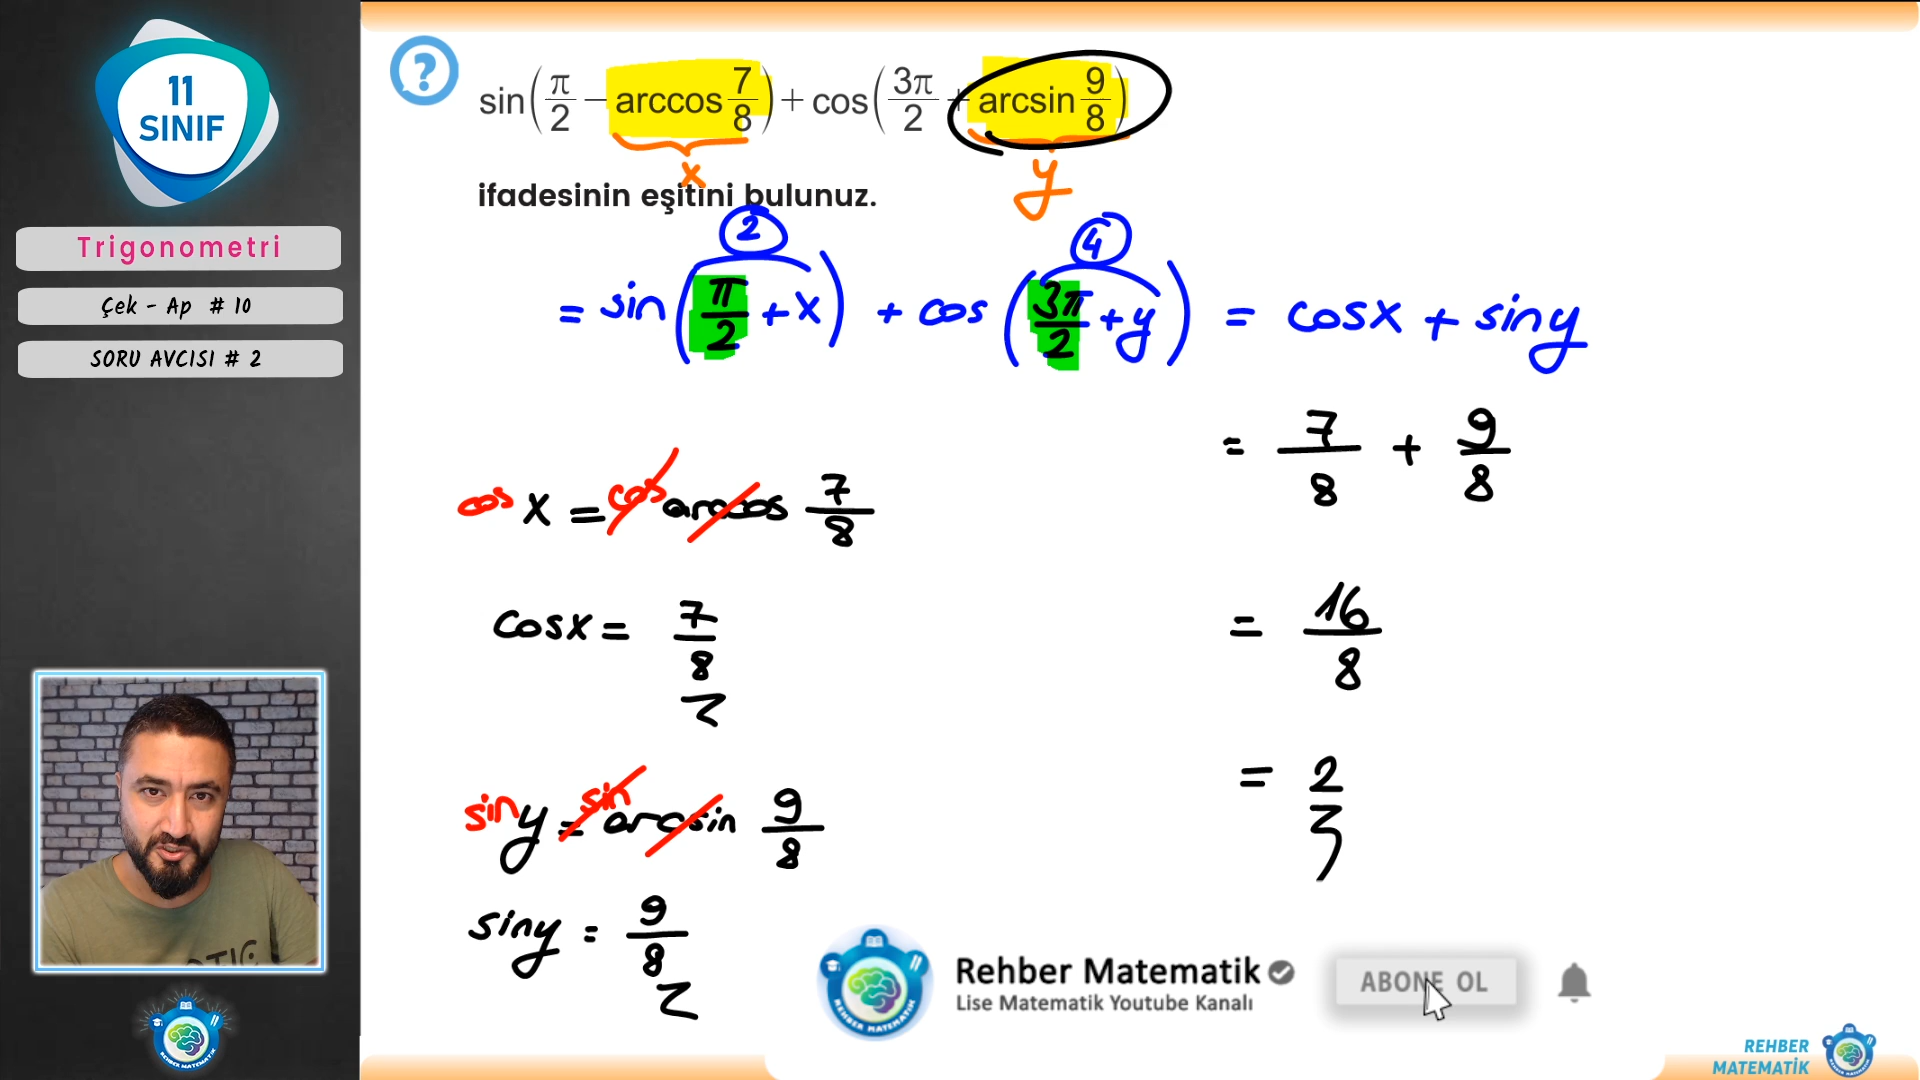 11
SINIF
Trigonometri
Çek - Ap # 10
SORU AVCISI # 2
?
sin(π/2 − arccos 7/8) + cos(3π/2 + arcsin 9/8)
x
y
ifadesinin eşitini bulunuz.
2
4
= sin(π/2 + x) + cos(3π/2 + y) = cosx + siny
= 7/8 + 9/8
cos x = cos arccos 7/8
cosx = 7/8
= 16/8
= 2
sin y = sin arcsin 9/8
siny = 9/8
REHBER MATEMATİK
Rehber Matematik
Lise Matematik Youtube Kanalı
ABONE OL
REHBER
MATEMATİK